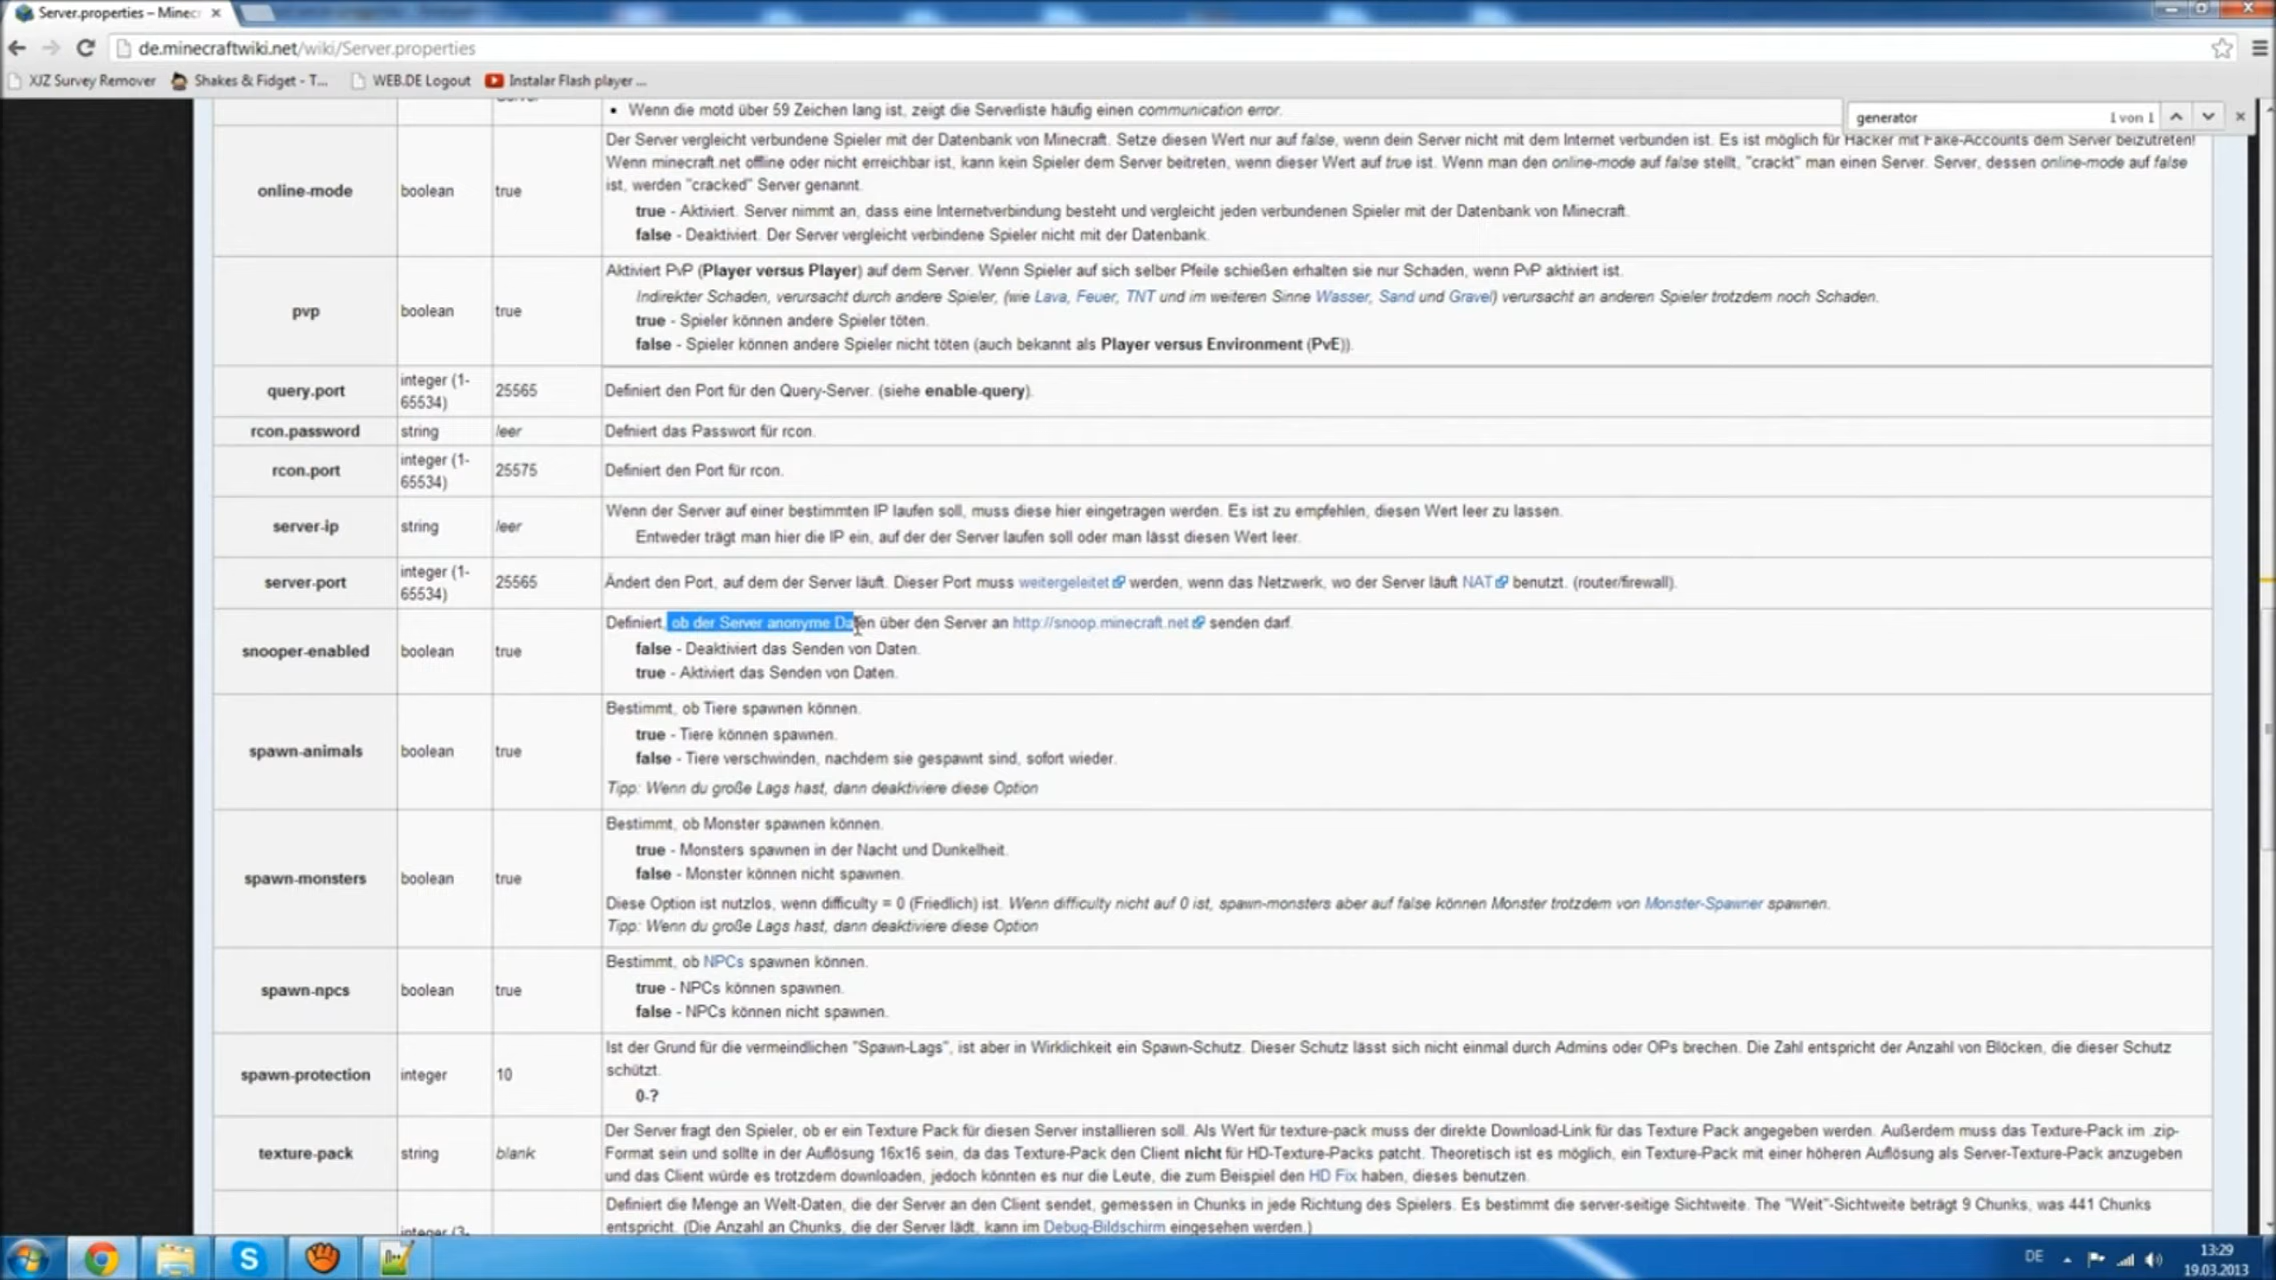 Server.properties – Minec
de.minecraftwiki.net/wiki/Server.properties
XJZ Survey Remover
Shakes & Fidget - T...
WEB.DE Logout
Instalar Flash player ...
generator
1 von 1
• Wenn die motd über 59 Zeichen lang ist, zeigt die Serverliste häufig einen communication error.
online-mode
boolean
true
Der Server vergleicht verbundene Spieler mit der Datenbank von Minecraft. Setze diesen Wert nur auf false, wenn dein Server nicht mit dem Internet verbunden ist. Es ist möglich für Hacker mit Fake-Accounts dem Server beizutreten!
Wenn minecraft.net offline oder nicht erreichbar ist, kann kein Spieler dem Server beitreten, wenn dieser Wert auf true ist. Wenn man den online-mode auf false stellt, "crackt" man einen Server. Server, dessen online-mode auf false
ist, werden "cracked" Server genannt.
true - Aktiviert. Server nimmt an, dass eine Internetverbindung besteht und vergleicht jeden verbundenen Spieler mit der Datenbank von Minecraft.
false - Deaktiviert. Der Server vergleicht verbindene Spieler nicht mit der Datenbank.
pvp
boolean
true
Aktiviert PvP (Player versus Player) auf dem Server. Wenn Spieler auf sich selber Pfeile schießen erhalten sie nur Schaden, wenn PvP aktiviert ist.
Indirekter Schaden, verursacht durch andere Spieler, (wie Lava, Feuer, TNT und im weiteren Sinne Wasser, Sand und Gravel) verursacht an anderen Spieler trotzdem noch Schaden.
true - Spieler können andere Spieler töten.
false - Spieler können andere Spieler nicht töten (auch bekannt als Player versus Environment (PvE)).
query.port
integer (1-
65534)
25565
Definiert den Port für den Query-Server. (siehe enable-query).
rcon.password
string
leer
Defniert das Passwort für rcon.
rcon.port
integer (1-
65534)
25575
Definiert den Port für rcon.
server-ip
string
leer
Wenn der Server auf einer bestimmten IP laufen soll, muss diese hier eingetragen werden. Es ist zu empfehlen, diesen Wert leer zu lassen.
Entweder trägt man hier die IP ein, auf der der Server laufen soll oder man lässt diesen Wert leer.
server-port
integer (1-
65534)
25565
Ändert den Port, auf dem der Server läuft. Dieser Port muss weitergeleitet werden, wenn das Netzwerk, wo der Server läuft NAT benutzt. (router/firewall).
snooper-enabled
boolean
true
Definiert, ob der Server anonyme Daten über den Server an http://snoop.minecraft.net senden darf.
false - Deaktiviert das Senden von Daten.
true - Aktiviert das Senden von Daten.
spawn-animals
boolean
true
Bestimmt, ob Tiere spawnen können.
true - Tiere können spawnen.
false - Tiere verschwinden, nachdem sie gespawnt sind, sofort wieder.
Tipp: Wenn du große Lags hast, dann deaktiviere diese Option
spawn-monsters
boolean
true
Bestimmt, ob Monster spawnen können.
true - Monsters spawnen in der Nacht und Dunkelheit.
false - Monster können nicht spawnen.
Diese Option ist nutzlos, wenn difficulty = 0 (Friedlich) ist. Wenn difficulty nicht auf 0 ist, spawn-monsters aber auf false können Monster trotzdem von Monster-Spawner spawnen.
Tipp: Wenn du große Lags hast, dann deaktiviere diese Option
spawn-npcs
boolean
true
Bestimmt, ob NPCs spawnen können.
true - NPCs können spawnen.
false - NPCs können nicht spawnen.
spawn-protection
integer
10
Ist der Grund für die vermeindlichen "Spawn-Lags", ist aber in Wirklichkeit ein Spawn-Schutz. Dieser Schutz lässt sich nicht einmal durch Admins oder OPs brechen. Die Zahl entspricht der Anzahl von Blöcken, die dieser Schutz
schützt.
0-?
texture-pack
string
blank
Der Server fragt den Spieler, ob er ein Texture Pack für diesen Server installieren soll. Als Wert für texture-pack muss der direkte Download-Link für das Texture Pack angegeben werden. Außerdem muss das Texture-Pack im .zip-
Format sein und sollte in der Auflösung 16x16 sein, da das Texture-Pack den Client nicht für HD-Texture-Packs patcht. Theoretisch ist es möglich, ein Texture-Pack mit einer höheren Auflösung als Server-Texture-Pack anzugeben
und das Client würde es trotzdem downloaden, jedoch könnten es nur die Leute, die zum Beispiel den HD Fix haben, dieses benutzen.
integer (3-
Definiert die Menge an Welt-Daten, die der Server an den Client sendet, gemessen in Chunks in jede Richtung des Spielers. Es bestimmt die server-seitige Sichtweite. The "Weit"-Sichtweite beträgt 9 Chunks, was 441 Chunks
entspricht. (Die Anzahl an Chunks, die der Server lädt, kann im Debug-Bildschirm eingesehen werden.)
DE
13:29
19.03.2013